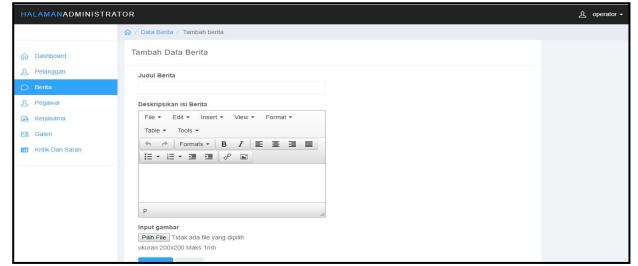 HALAMANADMINISTRATOR
operator
/ Data Berita / Tambah berita
Dashboard
Pelanggan
Berita
Pegawai
Kerjasama
Galeri
Kritik Dan Saran
Tambah Data Berita
Judul Berita
Deskripsikan isi Berita
File Edit Insert View Format
Table Tools
Formats B I
P
Input gambar
Pilih File Tidak ada file yang dipilih
ukuran 200x200 Maks 1mb